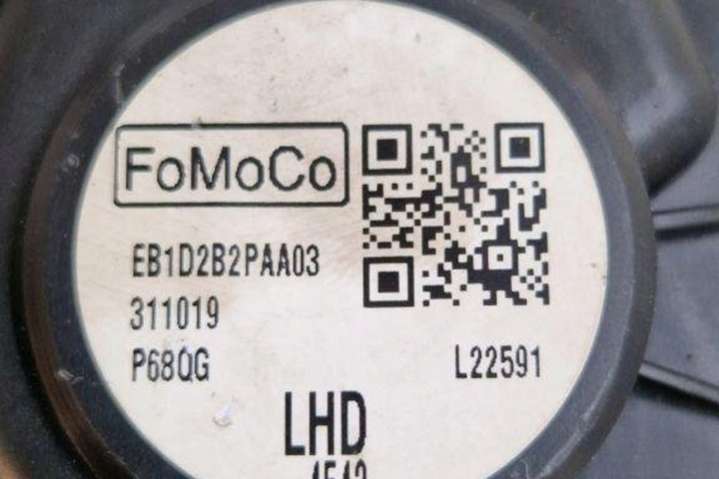 FoMoCo
EB1D2B2PAA03
311019
P68QG
L22591
LHD